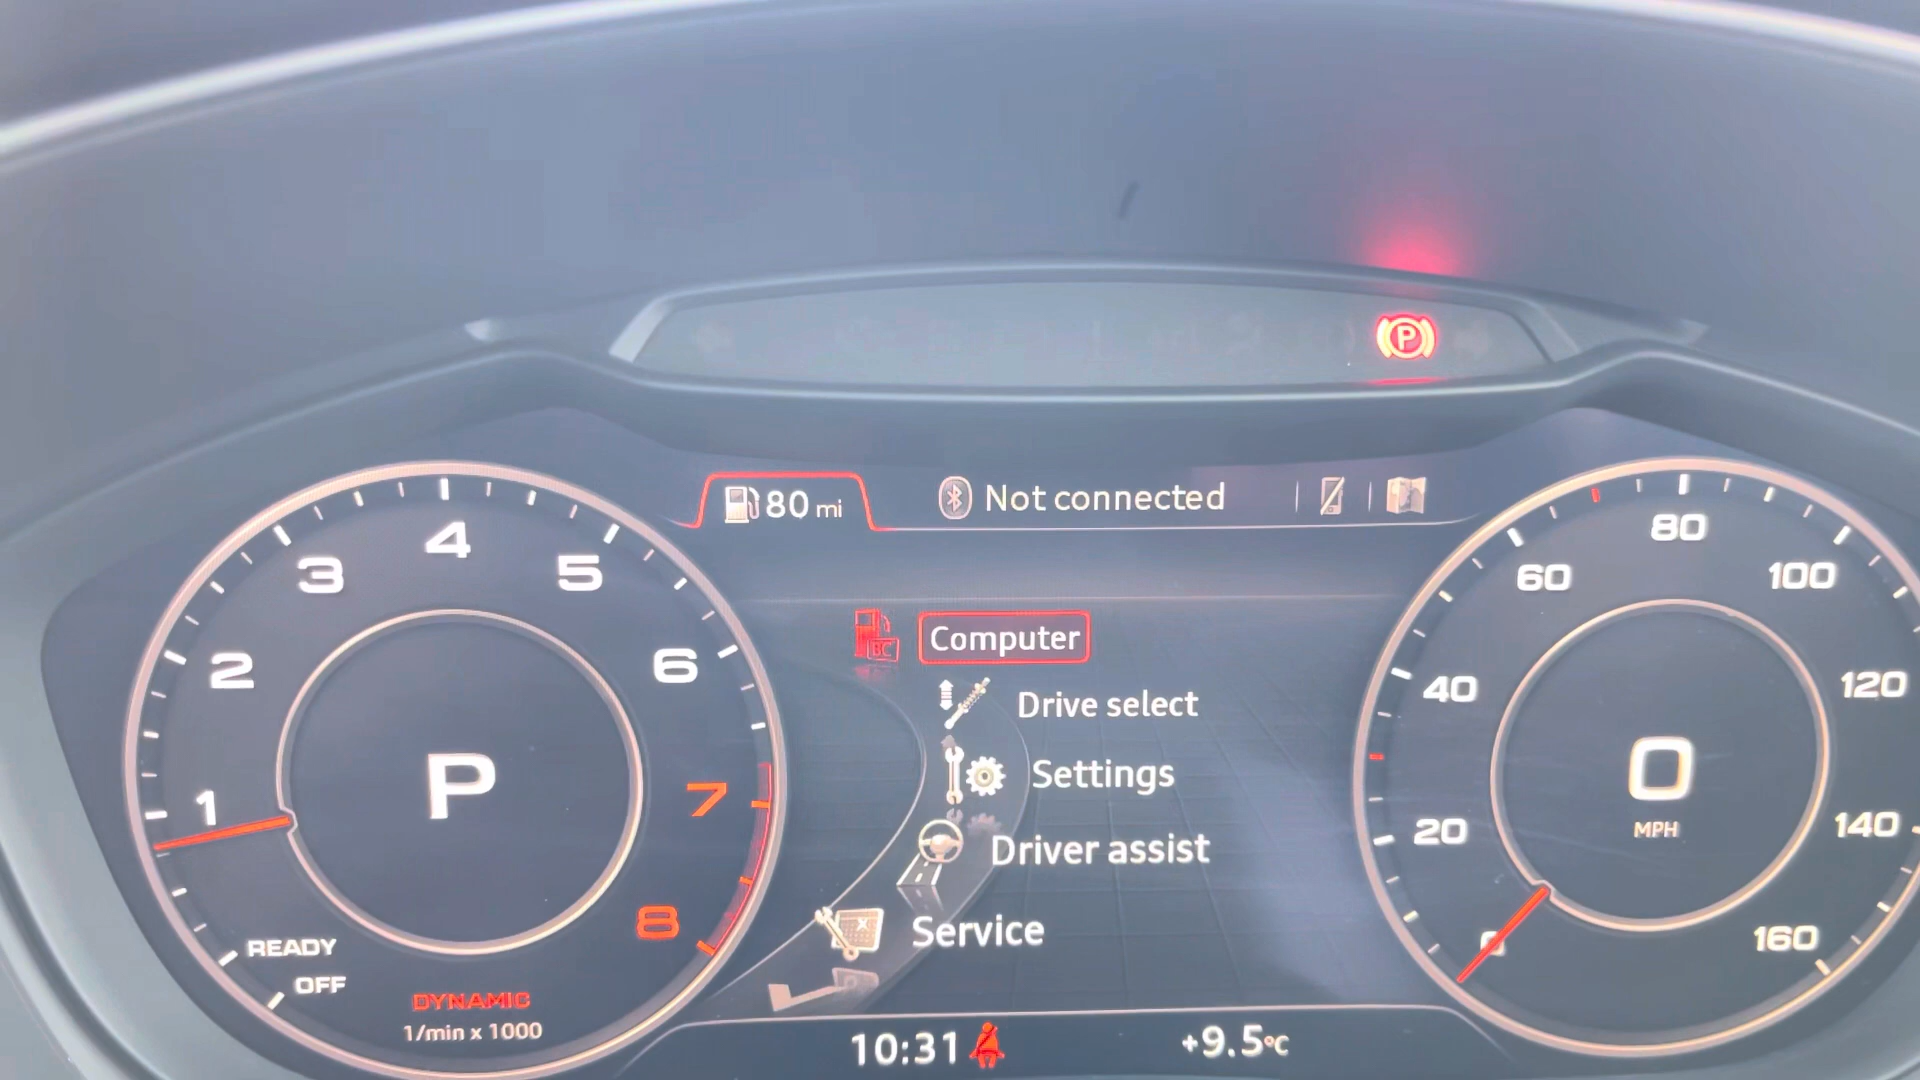 P
80 mi
Not connected
Computer
BC
Drive select
Settings
Driver assist
Service
1
2
3
4
5
6
7
8
P
READY
OFF
DYNAMIC
1/min x 1000
20
40
60
80
100
120
140
160
0
MPH
10:31
+9.5°C